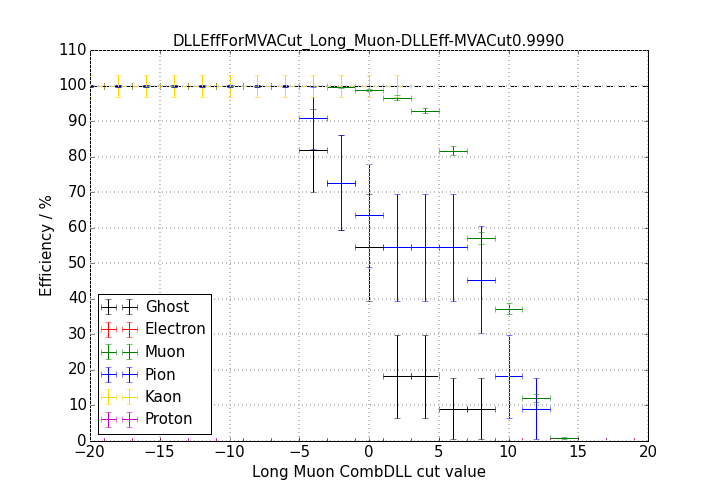 DLLEffForMVACut_Long_Muon-DLLEff-MVACut0.9990
110
100
90
80
70
60
50
40
30
20
10
0
Efficiency / %
Ghost
Electron
Muon
Pion
Kaon
Proton
−20 −15 −10 −5 0 5 10 15 20
Long Muon CombDLL cut value